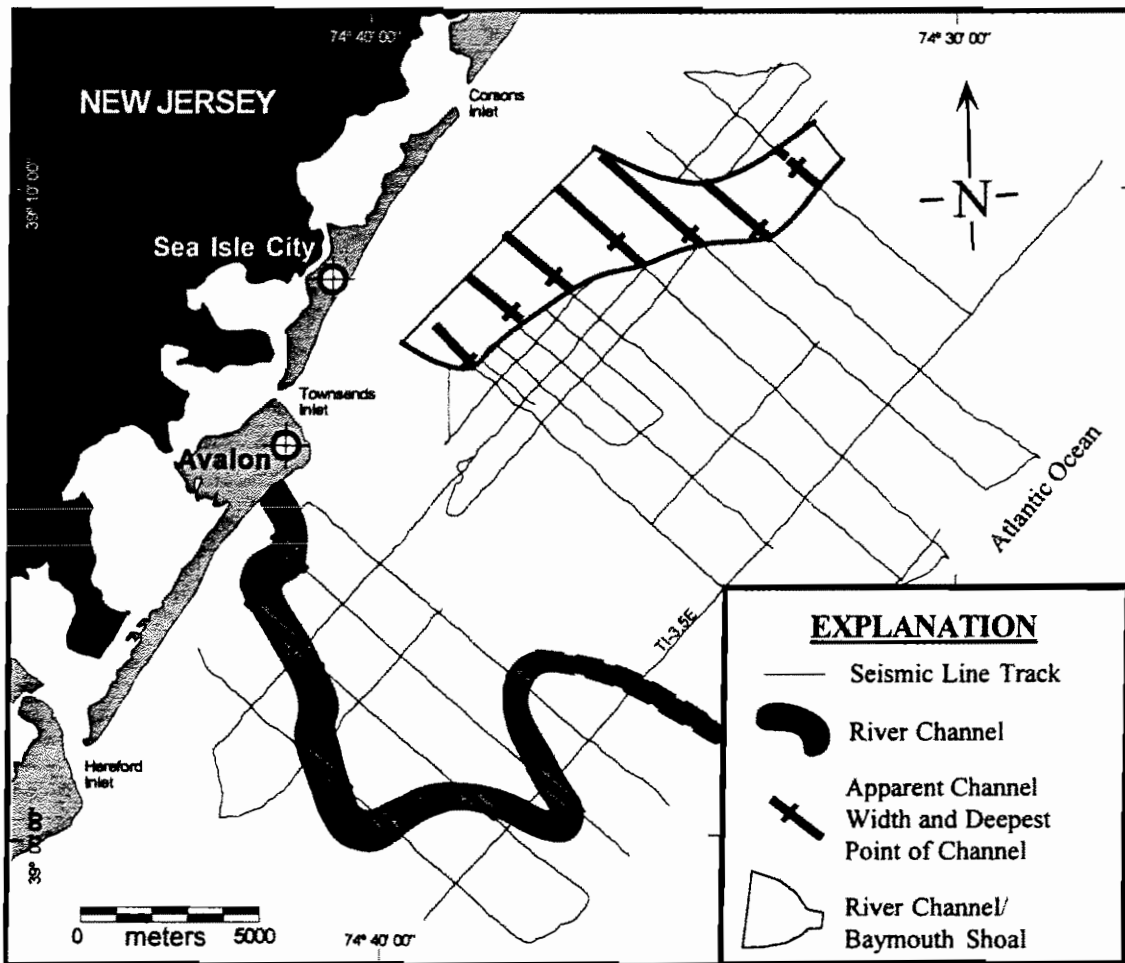 74° 40' 00"
74° 30' 00"
NEW JERSEY
Corsons
Inlet
39° 10' 00"
N
Sea Isle City
Townsends
Inlet
Avalon
Atlantic Ocean
TI-3.5E
Hereford
Inlet
39° 00' 00"
0 meters 5000
74° 40' 00"
EXPLANATION
Seismic Line Track
River Channel
Apparent Channel
Width and Deepest
Point of Channel
River Channel/
Baymouth Shoal